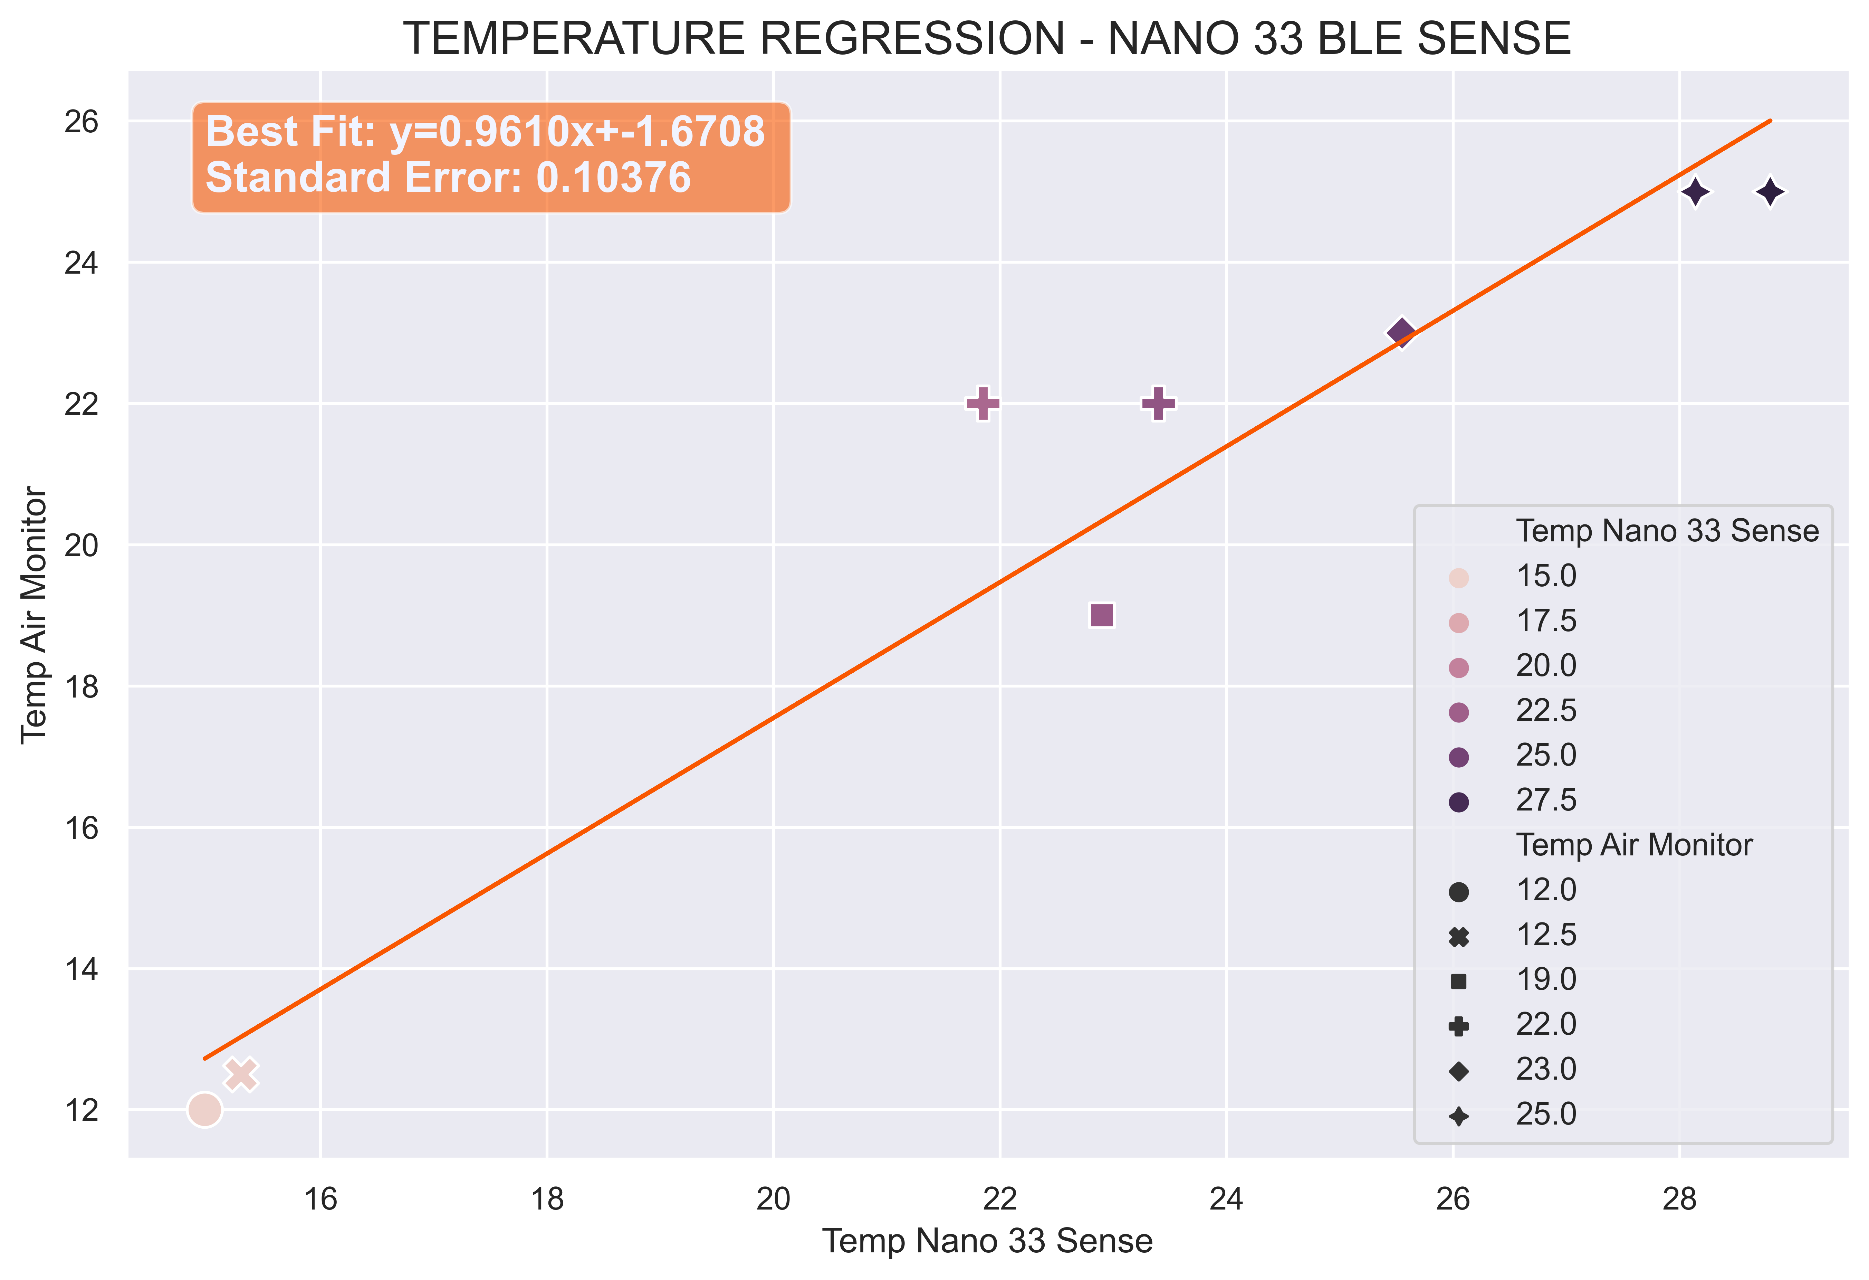 TEMPERATURE REGRESSION - NANO 33 BLE SENSE
Best Fit: y=0.9610x+-1.6708
Standard Error: 0.10376
26
24
22
20
18
16
14
12
Temp Air Monitor
Temp Nano 33 Sense
15.0
17.5
20.0
22.5
25.0
27.5
Temp Air Monitor
12.0
12.5
19.0
22.0
23.0
25.0
16 18 20 22 24 26 28
Temp Nano 33 Sense